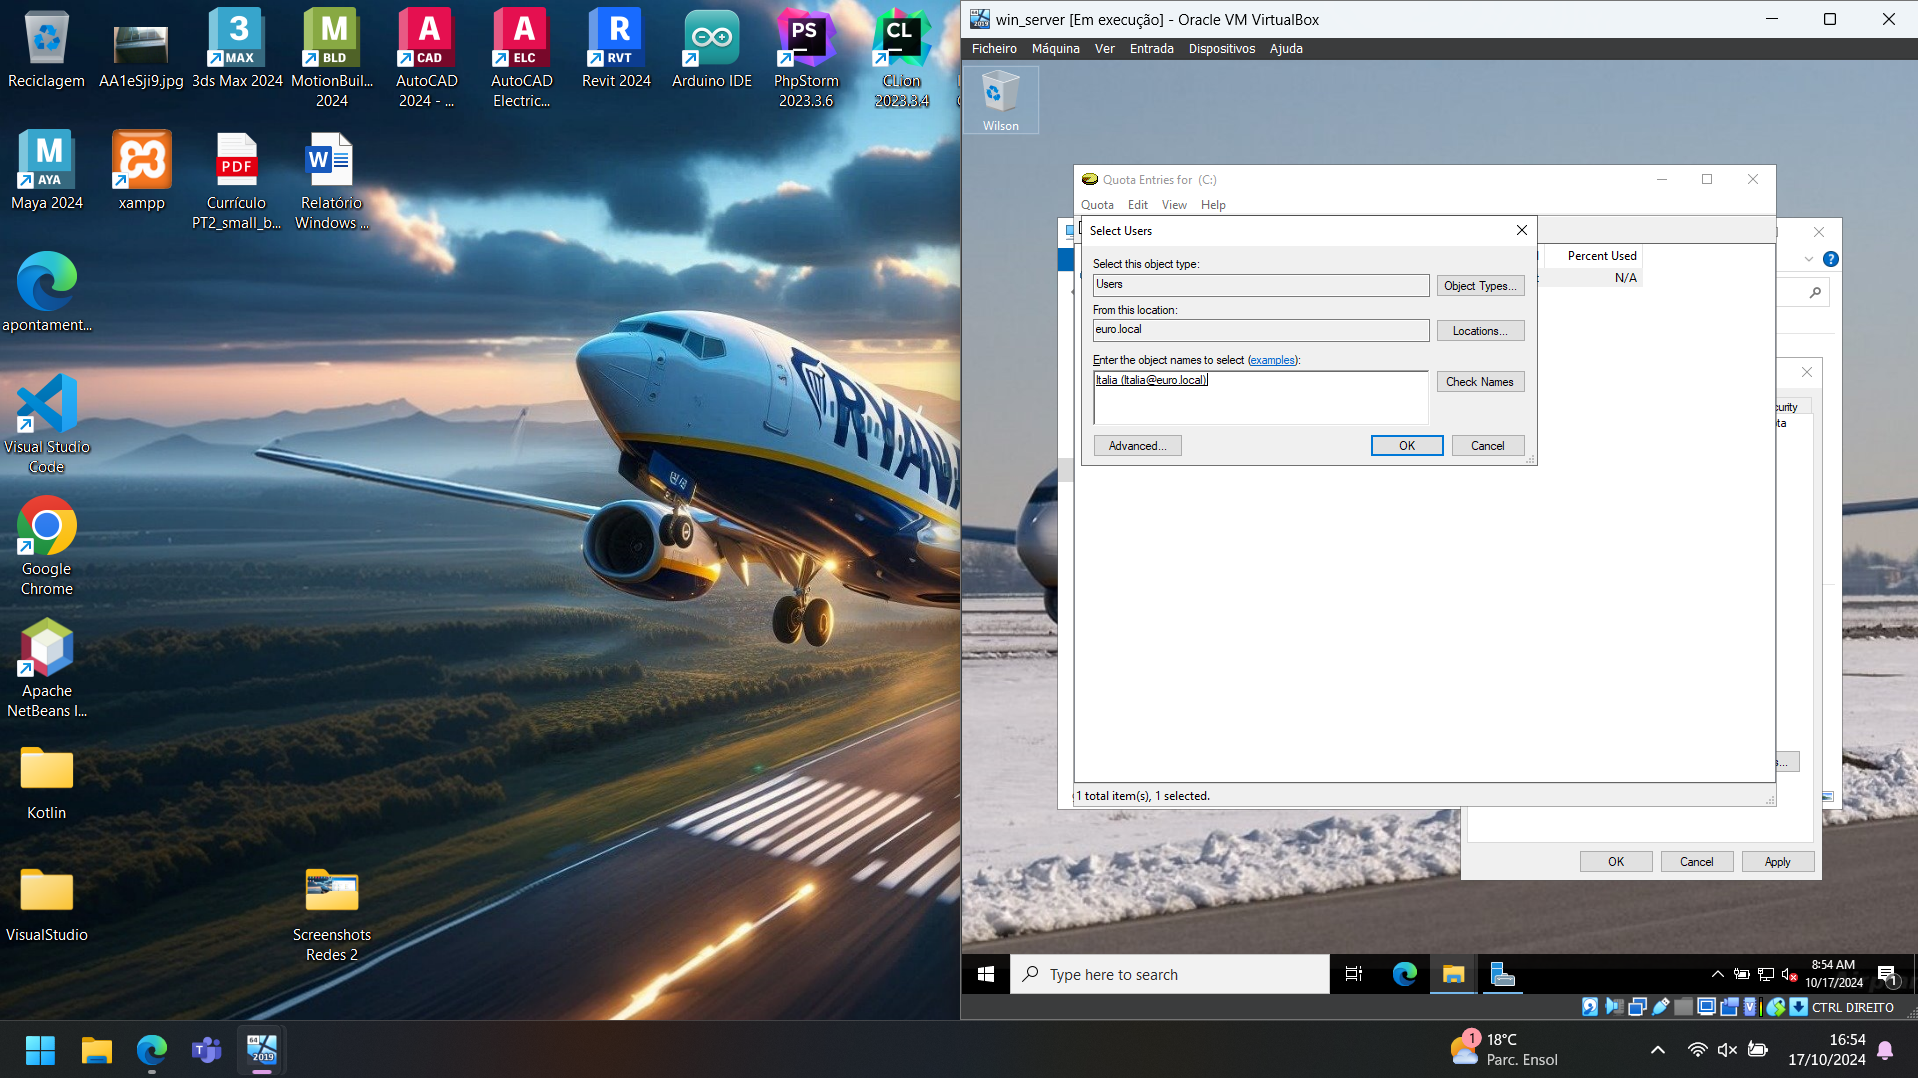 Reciclagem
AA1eSji9.jpg
3ds Max 2024
MotionBuil...
2024
AutoCAD
2024 - ...
AutoCAD
Electric...
Revit 2024
Arduino IDE
PhpStorm
2023.3.6
CLion
2023.3.4
Maya 2024
xampp
Currículo
PT2_small_b...
Relatório
Windows ...
apontament...
Visual Studio
Code
Google
Chrome
Apache
NetBeans I...
Kotlin
VisualStudio
Screenshots
Redes 2
win_server [Em execução] - Oracle VM VirtualBox
Ficheiro Máquina Ver Entrada Dispositivos Ajuda
Wilson
Quota Entries for (C:)
Quota Edit View Help
Percent Used
N/A
Select Users
Select this object type:
Users
Object Types...
From this location:
euro.local
Locations...
Enter the object names to select (examples):
Italia (Italia@euro.local)
Check Names
Advanced...
OK
Cancel
1 total item(s), 1 selected.
OK
Cancel
Apply
Type here to search
8:54 AM
10/17/2024
1
CTRL DIREITO
1
18°C
Parc. Ensol
16:54
17/10/2024
3
MAX
M
BLD
A
CAD
A
ELC
R
RVT
PS
CL
M
AYA
PDF
W
64
2019